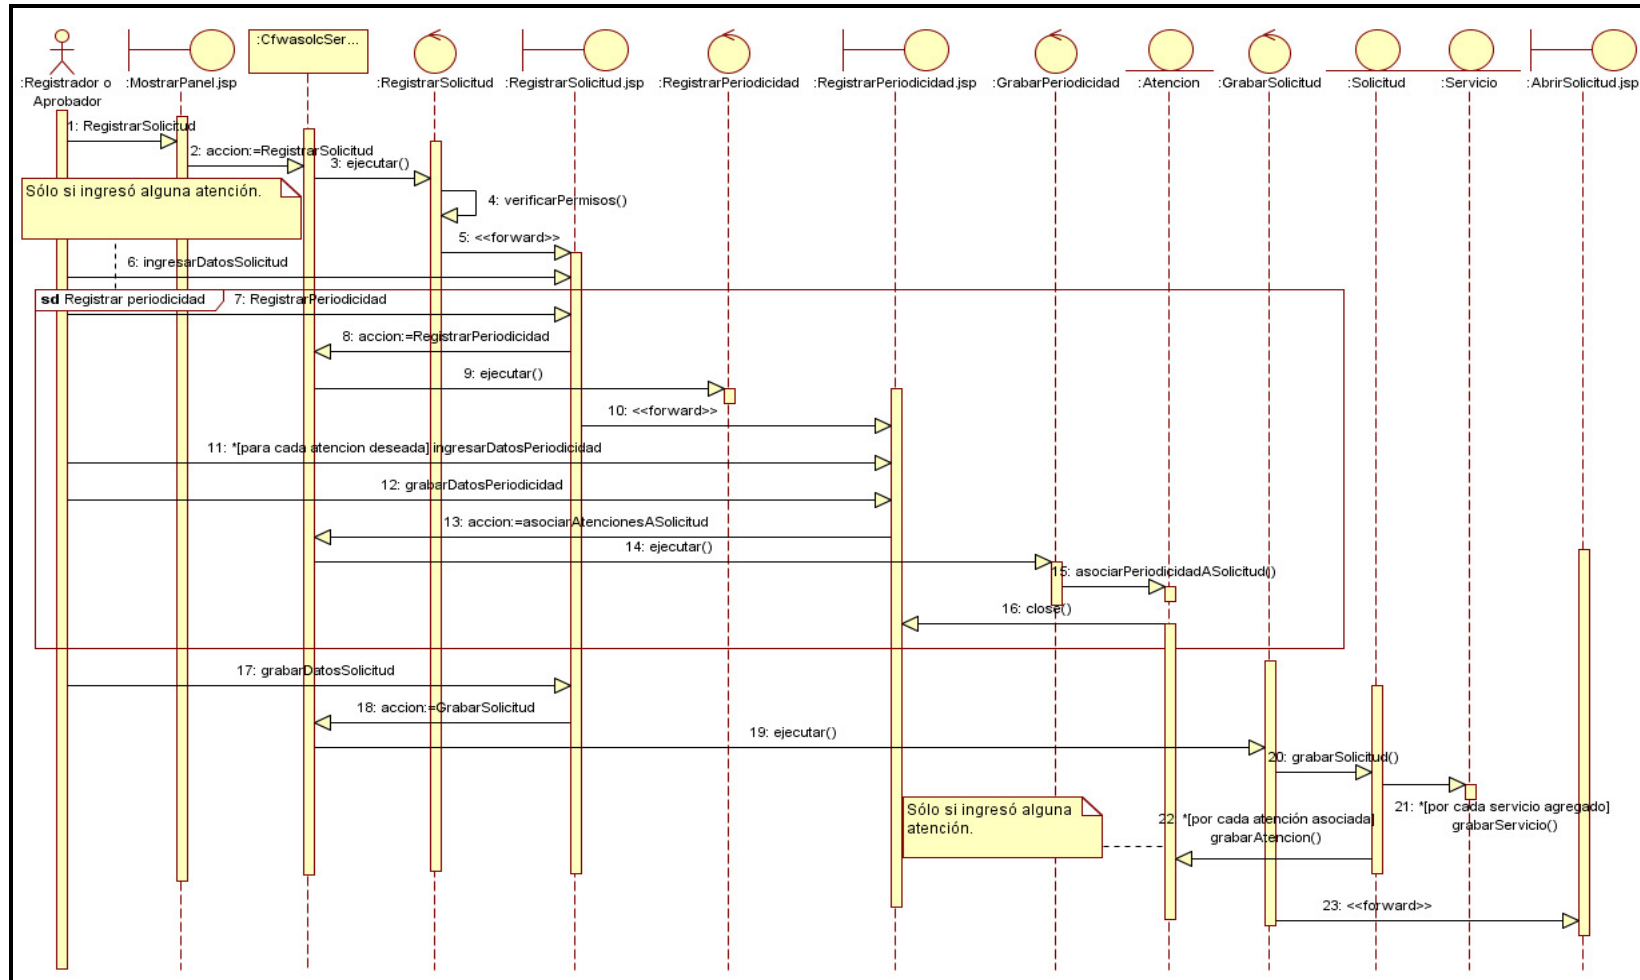 :CfwasolcSer...
:Registrador o
Aprobador
:MostrarPanel.jsp
:RegistrarSolicitud
:RegistrarSolicitud.jsp
:RegistrarPeriodicidad
:RegistrarPeriodicidad.jsp
:GrabarPeriodicidad
:Atencion
:GrabarSolicitud
:Solicitud
:Servicio
:AbrirSolicitud.jsp
1: RegistrarSolicitud
2: accion:=RegistrarSolicitud
3: ejecutar()
Sólo si ingresó alguna atención.
4: verificarPermisos()
5: <<forward>>
6: ingresarDatosSolicitud
sd Registrar periodicidad
7: RegistrarPeriodicidad
8: accion:=RegistrarPeriodicidad
9: ejecutar()
10: <<forward>>
11: *[para cada atencion deseada] ingresarDatosPeriodicidad
12: grabarDatosPeriodicidad
13: accion:=asociarAtencionesASolicitud
14: ejecutar()
15: asociarPeriodicidadASolicitud()
16: close()
17: grabarDatosSolicitud
18: accion:=GrabarSolicitud
19: ejecutar()
20: grabarSolicitud()
21: *[por cada servicio agregado]
grabarServicio()
Sólo si ingresó alguna
atención.
22: *[por cada atención asociada]
grabarAtencion()
23: <<forward>>